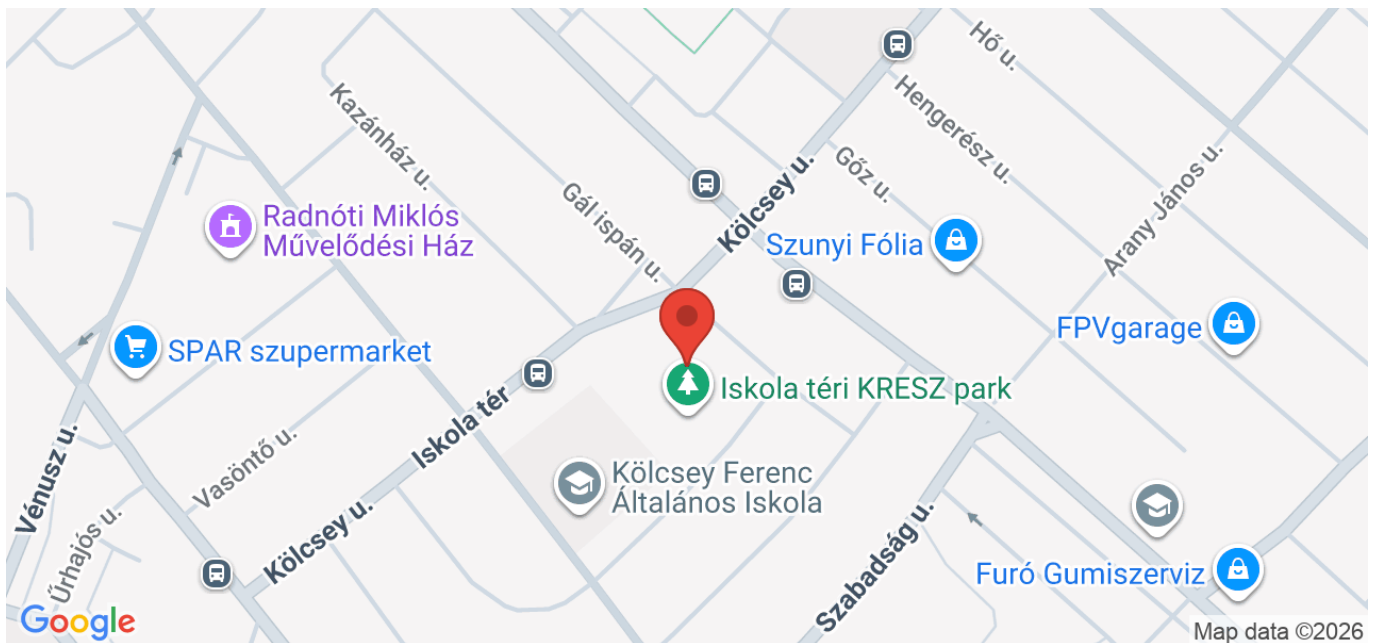 Hő u.
Hengerész u.
Kazánház u.
Gőz u.
Arany János u.
Kölcsey u.
Gál ispán u.
Radnóti Miklós
Művelődési Ház
Szunyi Fólia
FPVgarage
SPAR szupermarket
Iskola téri KRESZ park
Iskola tér
Vénusz u.
Vasöntő u.
Kölcsey Ferenc
Általános Iskola
Kölcsey u.
Űrhajós u.
Szabadság u.
Furó Gumiszerviz
Google
Map data ©2026